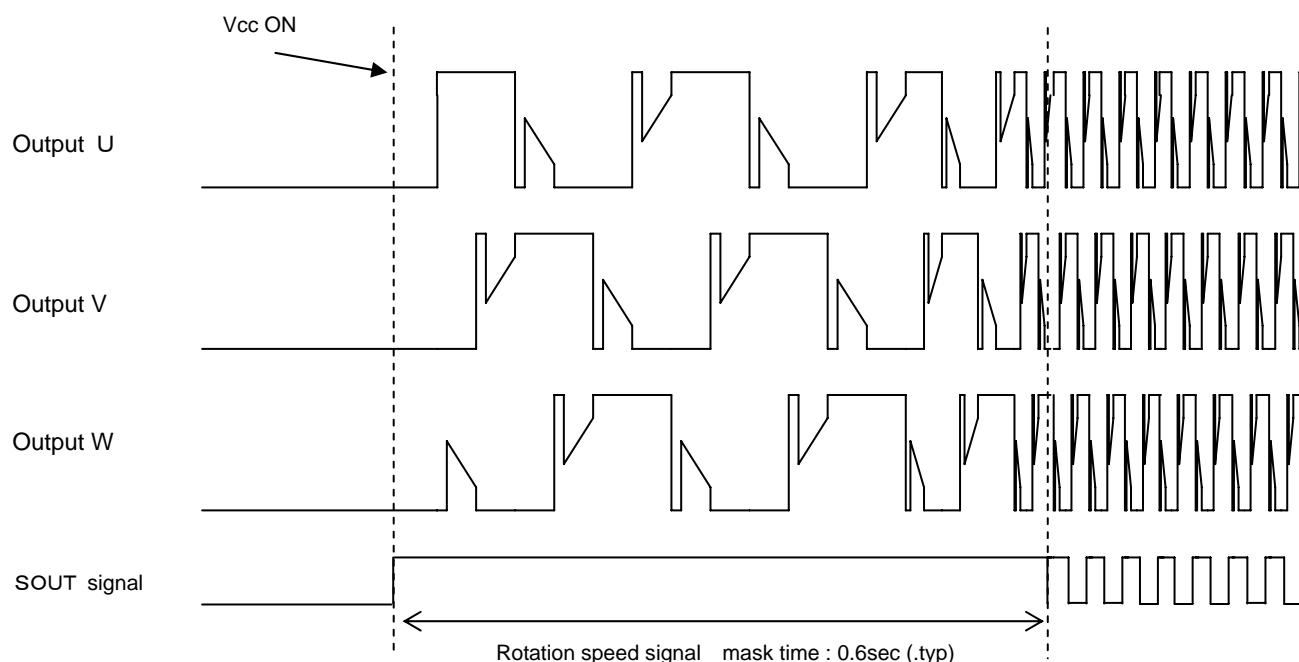 Vcc ON
Output U
Output V
Output W
SOUT signal
Rotation speed signal mask time : 0.6sec (.typ)